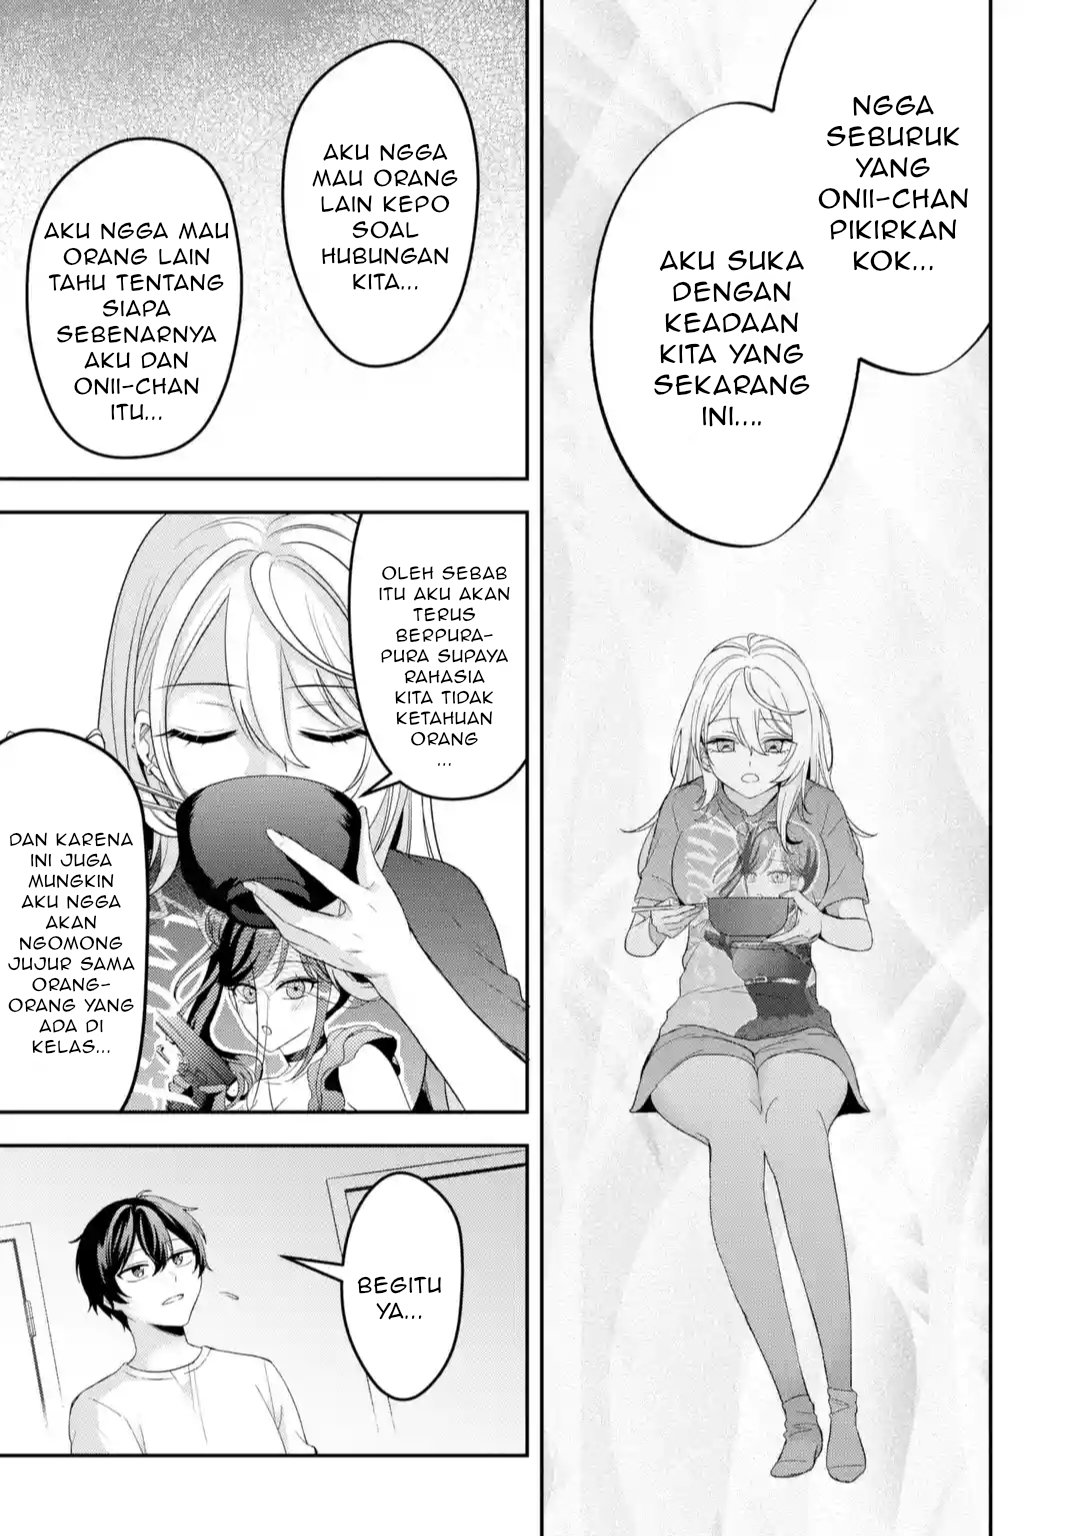 NGGA
SEBURUK
YANG
ONII-CHAN
PIKIRKAN
KOK...
AKU SUKA
DENGAN
KEADAAN
KITA YANG
SEKARANG
INI....
AKU NGGA
MAU ORANG
LAIN KEPO
SOAL
HUBUNGAN
KITA...
AKU NGGA MAU
ORANG LAIN
TAHU TENTANG
SIAPA
SEBENARNYA
AKU DAN
ONII-CHAN
ITU...
OLEH SEBAB
ITU AKU AKAN
TERUS
BERPURA-
PURA SUPAYA
RAHASIA
KITA TIDAK
KETAHUAN
ORANG
...
DAN KARENA
INI JUGA
MUNGKIN
AKU NGGA
AKAN
NGOMONG
JUJUR SAMA
ORANG-
ORANG YANG
ADA DI
KELAS...
BEGITU
YA...